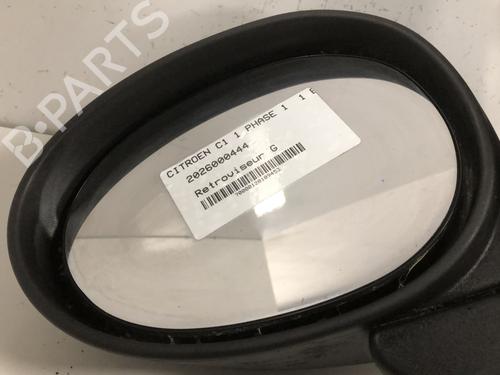 B-PARTS
CITROEN C1 1 PHASE 1 1
2026000444
Retroviseur G